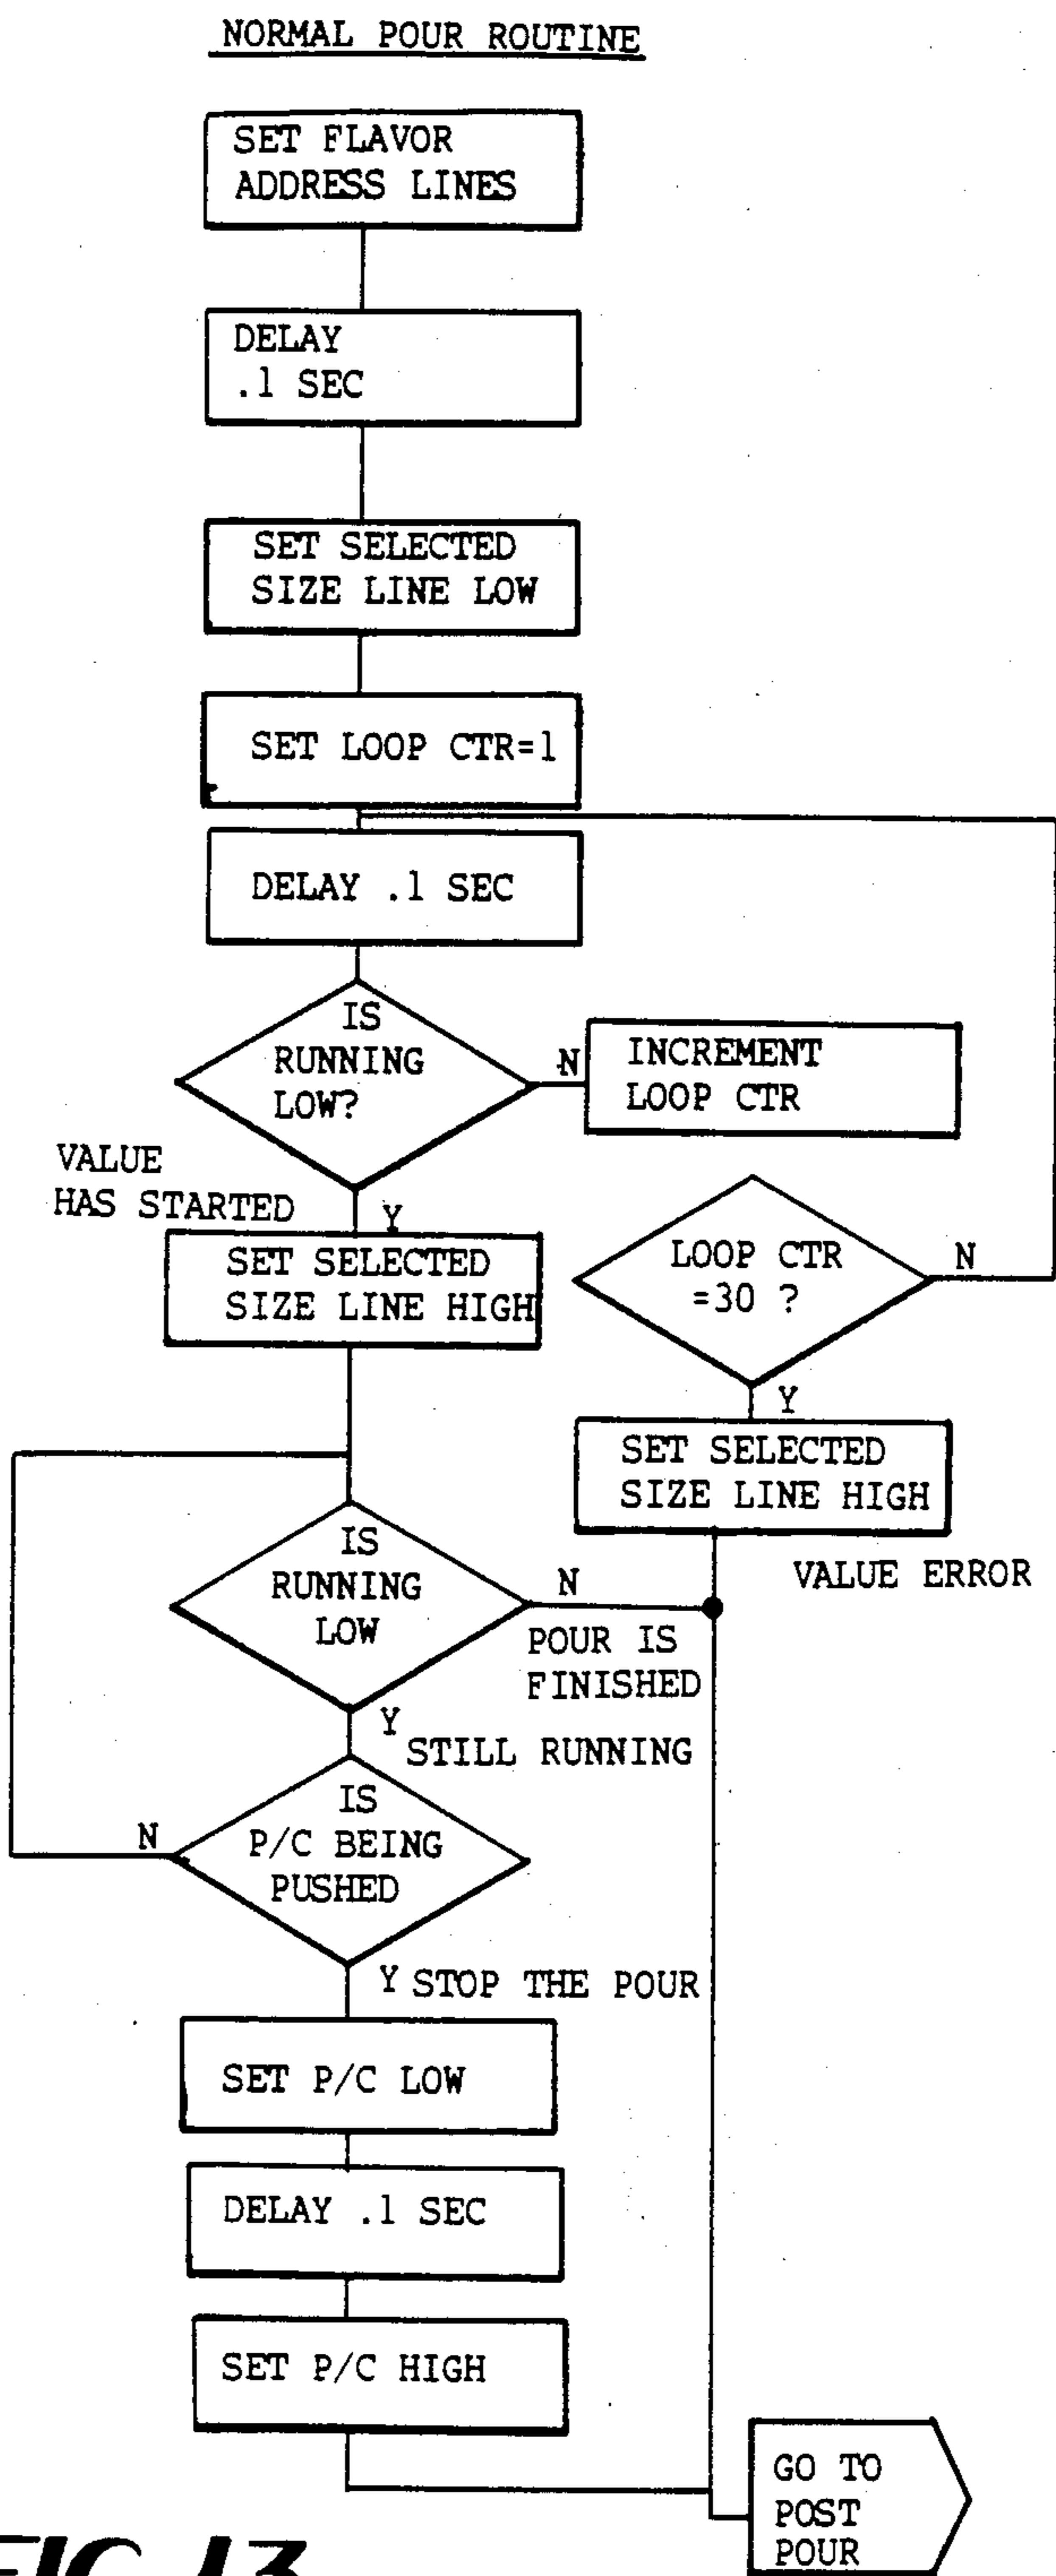 NORMAL POUR ROUTINE
SET FLAVOR
ADDRESS LINES
DELAY
.1 SEC
SET SELECTED
SIZE LINE LOW
SET LOOP CTR=1
DELAY .1 SEC
IS
RUNNING
LOW?
N
INCREMENT
LOOP CTR
VALUE
HAS STARTED
Y
SET SELECTED
SIZE LINE HIGH
LOOP CTR
=30 ?
N
Y
SET SELECTED
SIZE LINE HIGH
VALUE ERROR
IS
RUNNING
LOW
N
POUR IS
FINISHED
Y
STILL RUNNING
IS
P/C BEING
PUSHED
N
Y STOP THE POUR
SET P/C LOW
DELAY .1 SEC
SET P/C HIGH
GO TO
POST
POUR
FIG 13